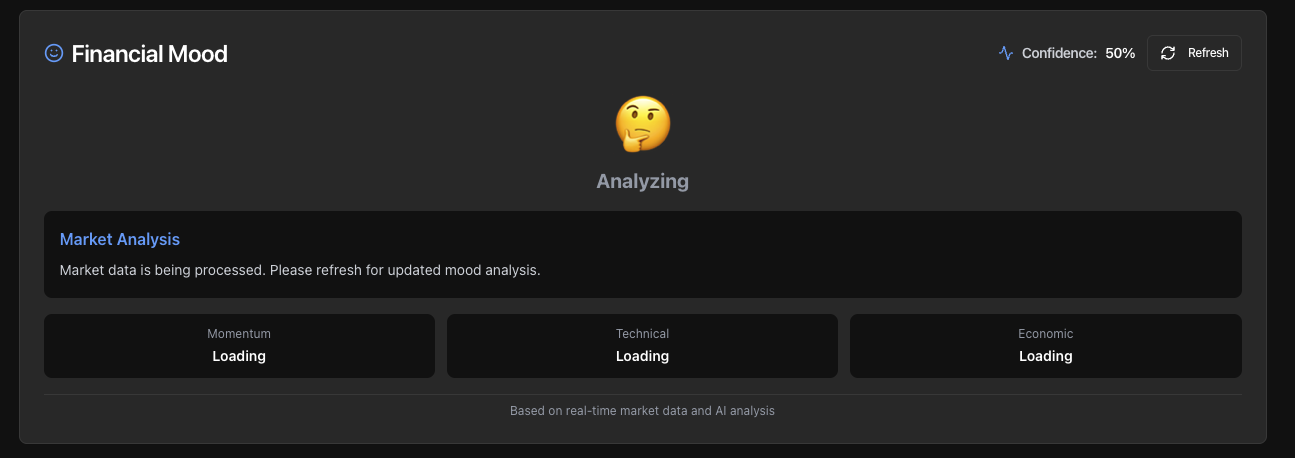 Financial Mood
Confidence: 50%
Refresh
Analyzing
Market Analysis
Market data is being processed. Please refresh for updated mood analysis.
Momentum
Loading
Technical
Loading
Economic
Loading
Based on real-time market data and AI analysis